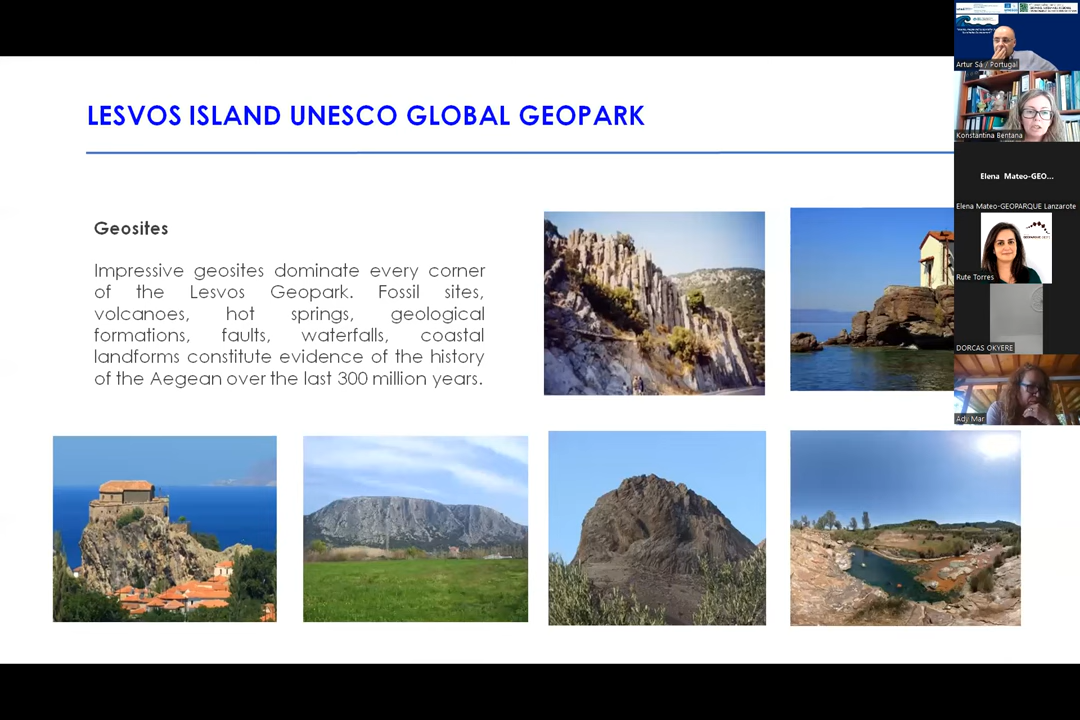 LESVOS ISLAND UNESCO GLOBAL GEOPARK
Geosites
Impressive geosites dominate every corner
of the Lesvos Geopark. Fossil sites,
volcanoes, hot springs, geological
formations, faults, waterfalls, coastal
landforms constitute evidence of the history
of the Aegean over the last 300 million years.
Artur Sá / Portugal
Konstantina Bentana
Elena Mateo-GEO...
Elena Mateo-GEOPARQUE Lanzarote
Rute Torres
DORCAS OKYERE
Ady Mar